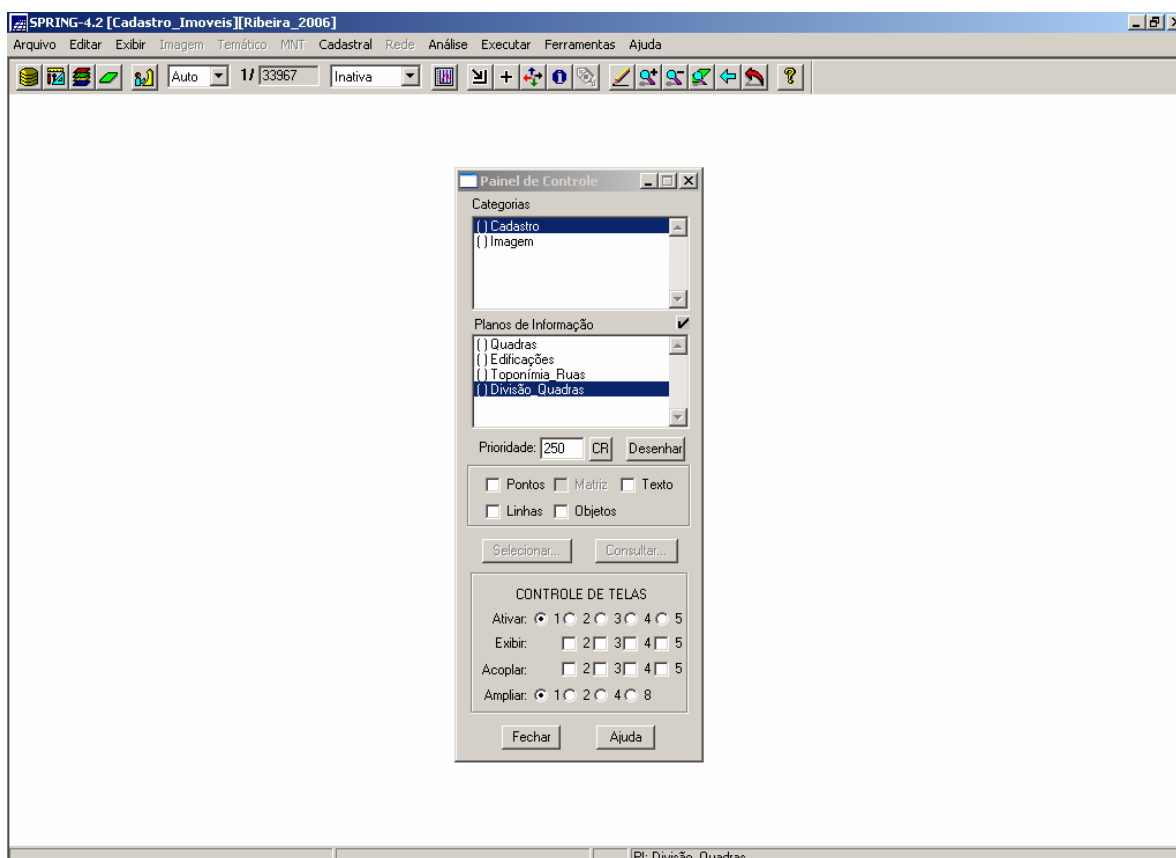 SPRING-4.2 [Cadastro_Imoveis][Ribeira_2006]
Arquivo Editar Exibir Imagem Temático MNT Cadastral Rede Análise Executar Ferramentas Ajuda
Auto 1/ 33967 Inativa
Painel de Controle
Categorias
( ) Cadastro
( ) Imagem
Planos de Informação
( ) Quadras
( ) Edificações
( ) Toponímia_Ruas
( ) Divisão_Quadras
Prioridade: 250 CR Desenhar
Pontos Matriz Texto
Linhas Objetos
Selecionar... Consultar...
CONTROLE DE TELAS
Ativar: 1 2 3 4 5
Exibir: 2 3 4 5
Acoplar: 2 3 4 5
Ampliar: 1 2 4 8
Fechar Ajuda
PI: Divisão_Quadras